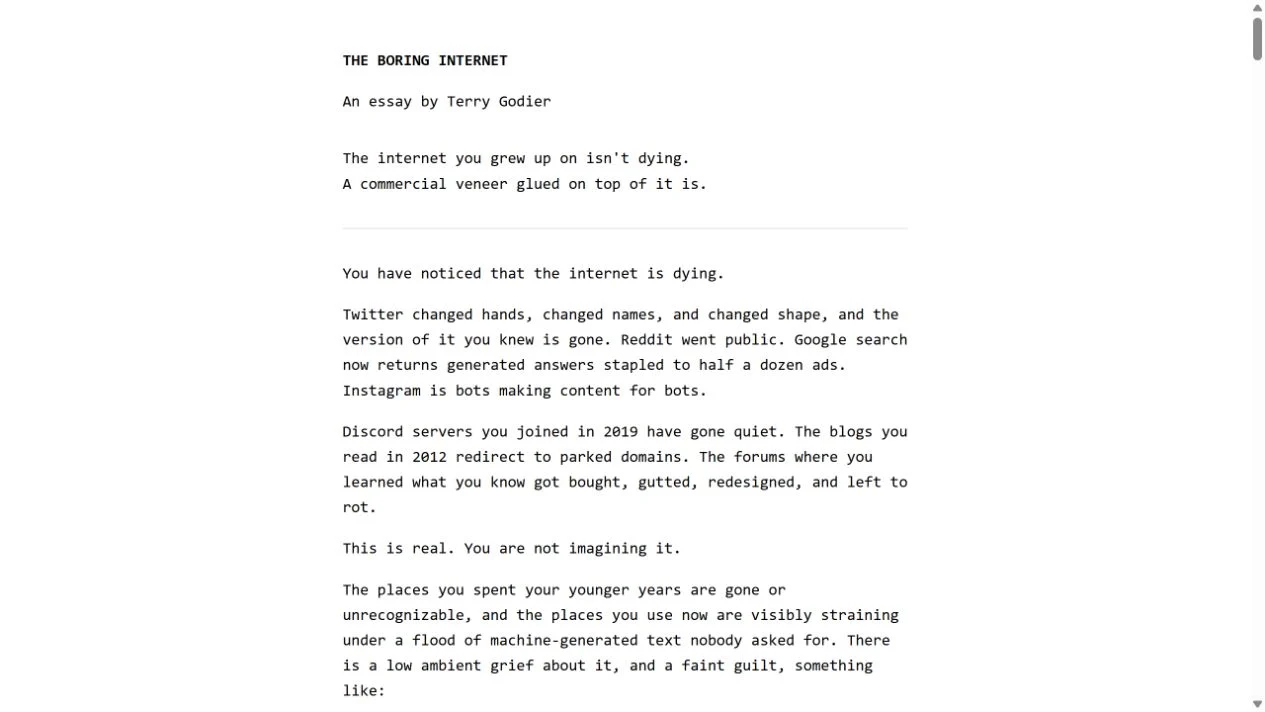 THE BORING INTERNET
An essay by Terry Godier
The internet you grew up on isn't dying.
A commercial veneer glued on top of it is.
You have noticed that the internet is dying.
Twitter changed hands, changed names, and changed shape, and the
version of it you knew is gone. Reddit went public. Google search
now returns generated answers stapled to half a dozen ads.
Instagram is bots making content for bots.
Discord servers you joined in 2019 have gone quiet. The blogs you
read in 2012 redirect to parked domains. The forums where you
learned what you know got bought, gutted, redesigned, and left to
rot.
This is real. You are not imagining it.
The places you spent your younger years are gone or
unrecognizable, and the places you use now are visibly straining
under a flood of machine-generated text nobody asked for. There
is a low ambient grief about it, and a faint guilt, something
like: